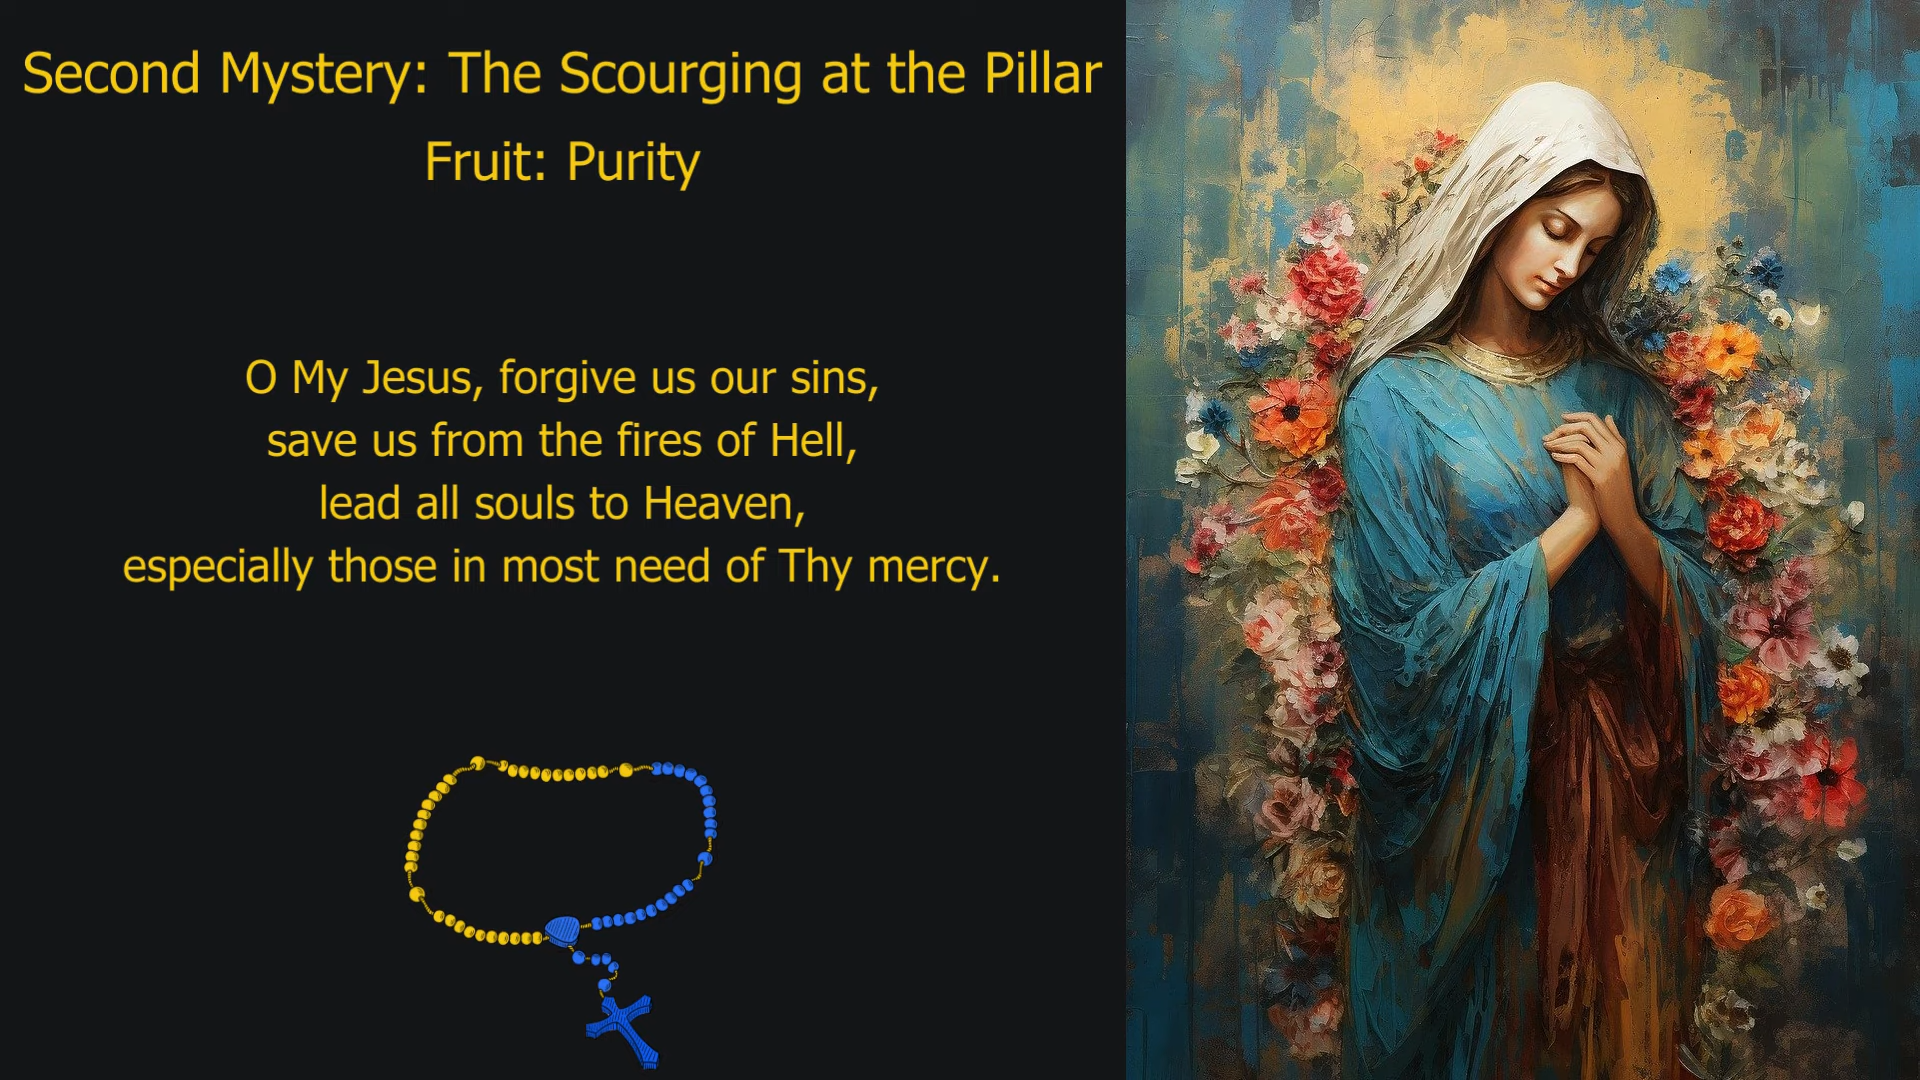 Second Mystery: The Scourging at the Pillar
Fruit: Purity
O My Jesus, forgive us our sins,
save us from the fires of Hell,
lead all souls to Heaven,
especially those in most need of Thy mercy.